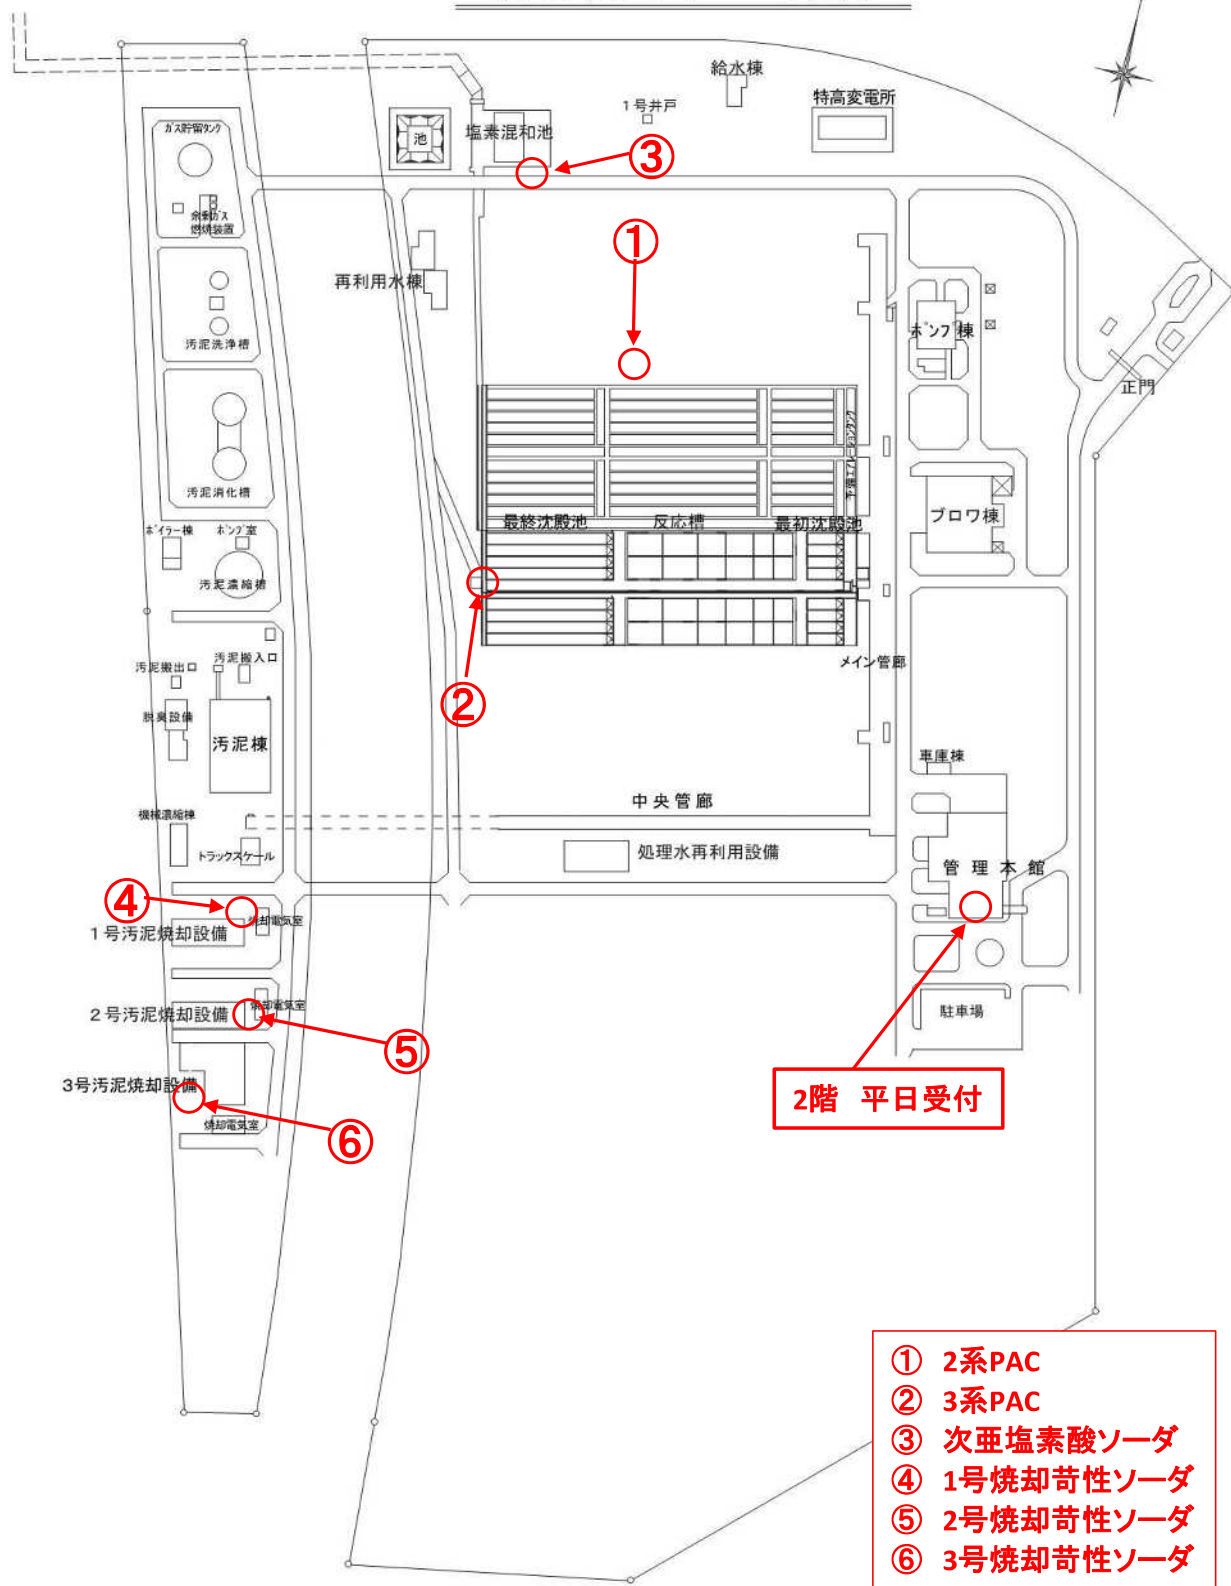 給水棟
特高変電所
1号井戸
ガス貯留タンク
池
塩素混和池
③
余剰ガス
燃焼装置
①
再利用水棟
ポンプ棟
汚泥洗浄槽
正門
予備エアレーションタンク
汚泥消化槽
最終沈殿池
反応槽
最初沈殿池
ブロワ棟
ボイラー棟
ポンプ室
汚泥濃縮槽
汚泥搬出口
汚泥搬入口
メイン管廊
②
脱臭設備
汚泥棟
車庫棟
中央管廊
機械濃縮棟
トラックスケール
処理水再利用設備
管理本館
④
焼却電気室
1号汚泥焼却設備
焼却電気室
2号汚泥焼却設備
駐車場
⑤
3号汚泥焼却設備
2階 平日受付
焼却電気室
⑥
① 2系PAC
② 3系PAC
③ 次亜塩素酸ソーダ
④ 1号焼却苛性ソーダ
⑤ 2号焼却苛性ソーダ
⑥ 3号焼却苛性ソーダ